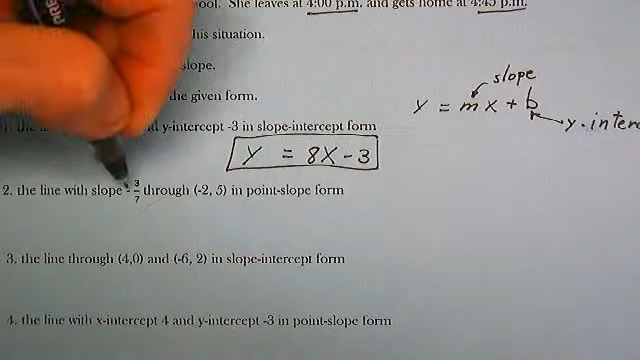 She leaves at 4:00 p.m. and gets home at 4:45 p.m.
his situation.
slope.
the given form.
slope
y = mx + b
y-intercept -3 in slope-intercept form
y = 8x - 3
2. the line with slope -3/7 through (-2, 5) in point-slope form
3. the line through (4,0) and (-6, 2) in slope-intercept form
4. the line with x-intercept 4 and y-intercept -3 in point-slope form